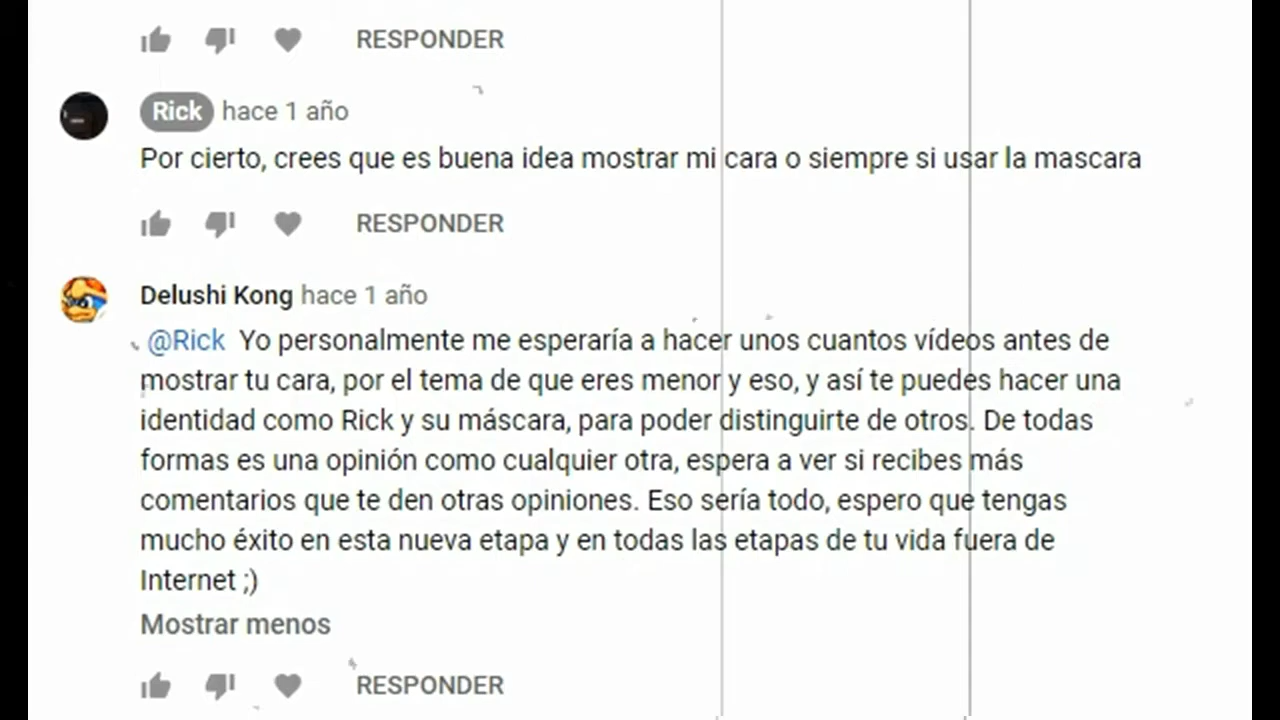 RESPONDER
Rick hace 1 año
Por cierto, crees que es buena idea mostrar mi cara o siempre si usar la mascara
RESPONDER
Delushi Kong hace 1 año
@Rick Yo personalmente me esperaría a hacer unos cuantos vídeos antes de
mostrar tu cara, por el tema de que eres menor y eso, y así te puedes hacer una
identidad como Rick y su máscara, para poder distinguirte de otros. De todas
formas es una opinión como cualquier otra, espera a ver si recibes más
comentarios que te den otras opiniones. Eso sería todo, espero que tengas
mucho éxito en esta nueva etapa y en todas las etapas de tu vida fuera de
Internet ;)
Mostrar menos
RESPONDER